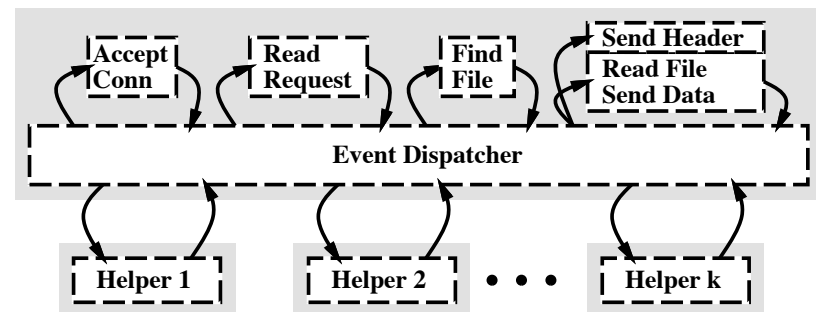 Accept
Conn
Read
Request
Find
File
Send Header
Read File
Send Data
Event Dispatcher
Helper 1
Helper 2
Helper k